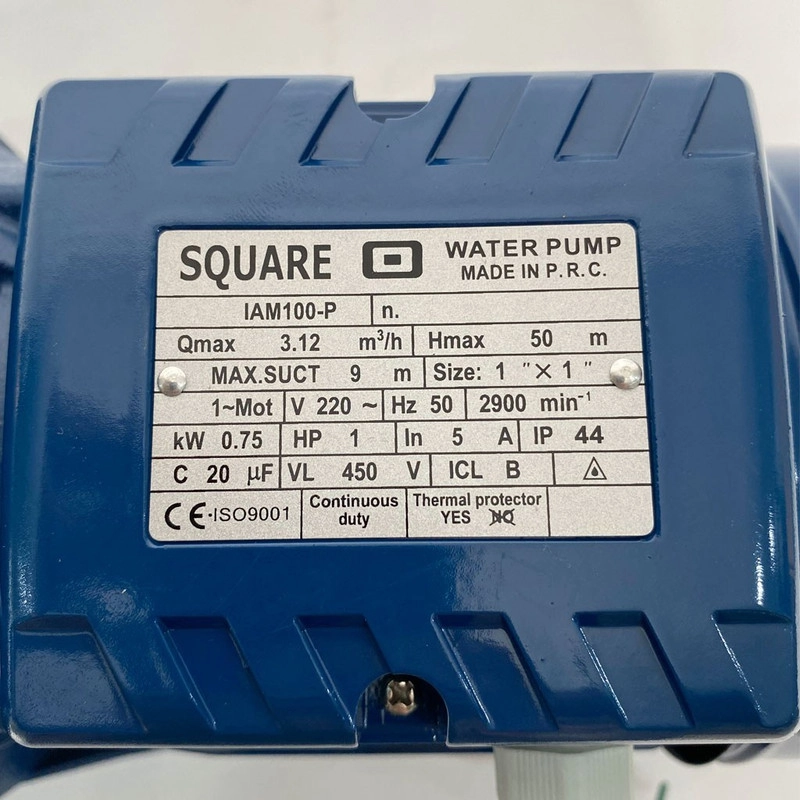 SQUARE WATER PUMP
MADE IN P.R.C.
IAM100-P n.
Qmax 3.12 m³/h Hmax 50 m
MAX.SUCT 9 m Size: 1 "×1 "
1~Mot V 220 ~ Hz 50 2900 min⁻¹
kW 0.75 HP 1 In 5 A IP 44
C 20 µF VL 450 V ICL B
CE·ISO9001 Continuous duty Thermal protector YES NO